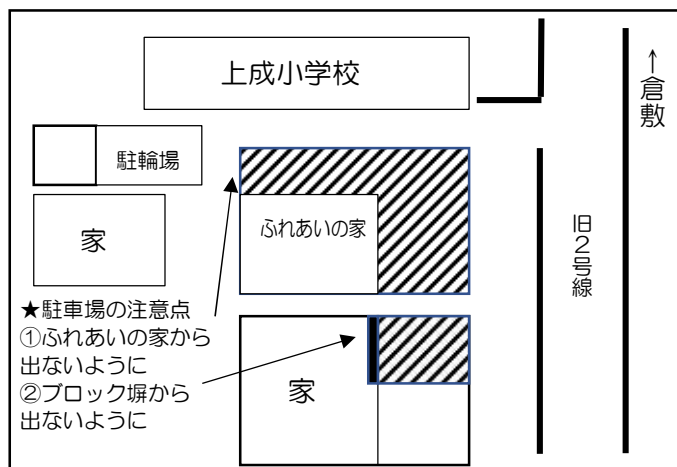 上成小学校
↑倉敷
駐輪場
家
ふれあいの家
旧2号線
★駐車場の注意点
①ふれあいの家から
出ないように
②ブロック塀から
出ないように
家